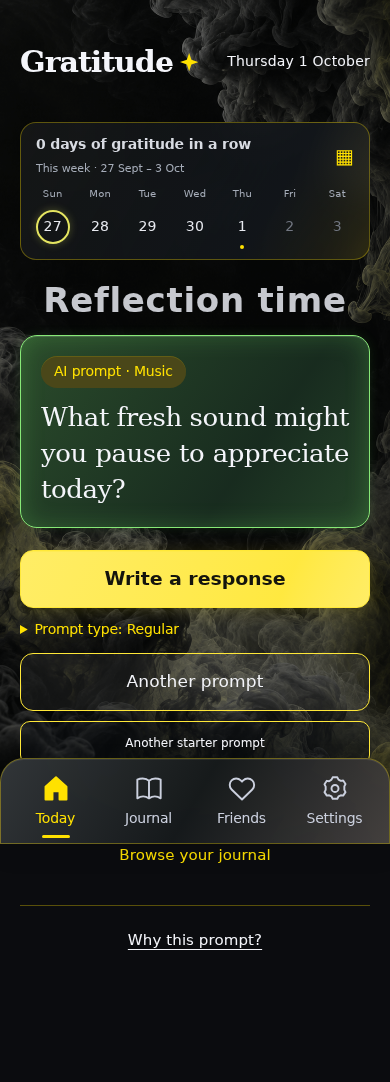 Gratitude
Thursday 1 October
0 days of gratitude in a row
This week · 27 Sept – 3 Oct
Sun Mon Tue Wed Thu Fri Sat
27 28 29 30 1 2 3
Reflection time
AI prompt · Music
What fresh sound might
you pause to appreciate
today?
Write a response
Prompt type: Regular
Another prompt
Another starter prompt
Today Journal Friends Settings
Browse your journal
Why this prompt?